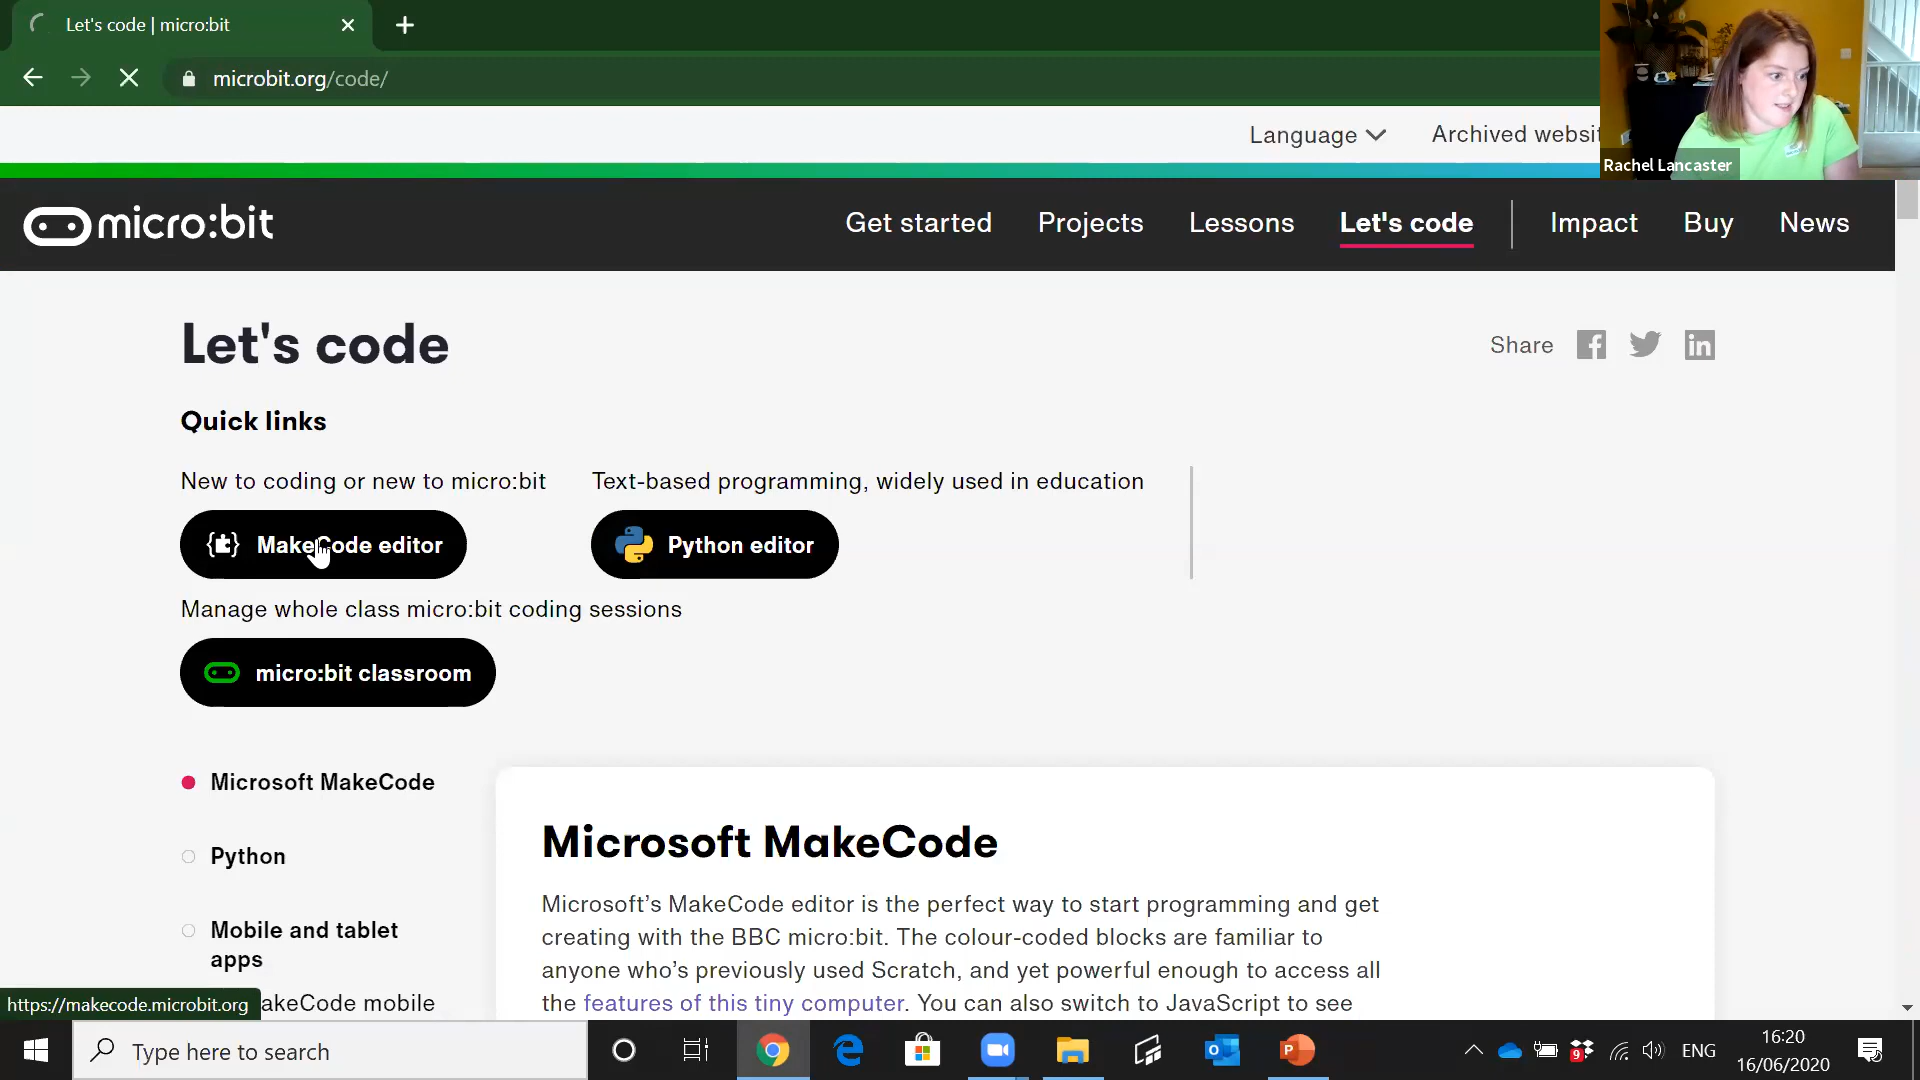 Let's code | micro:bit
microbit.org/code/
Language
Archived websi
Rachel Lancaster
micro:bit
Get started
Projects
Lessons
Let's code
Impact
Buy
News
Let's code
Share
Quick links
New to coding or new to micro:bit
Text-based programming, widely used in education
MakeCode editor
Python editor
Manage whole class micro:bit coding sessions
micro:bit classroom
Microsoft MakeCode
Python
Mobile and tablet
apps
akeCode mobile
Microsoft MakeCode
Microsoft’s MakeCode editor is the perfect way to start programming and get
creating with the BBC micro:bit. The colour-coded blocks are familiar to
anyone who’s previously used Scratch, and yet powerful enough to access all
the features of this tiny computer. You can also switch to JavaScript to see
https://makecode.microbit.org
Type here to search
9
ENG
16:20
16/06/2020